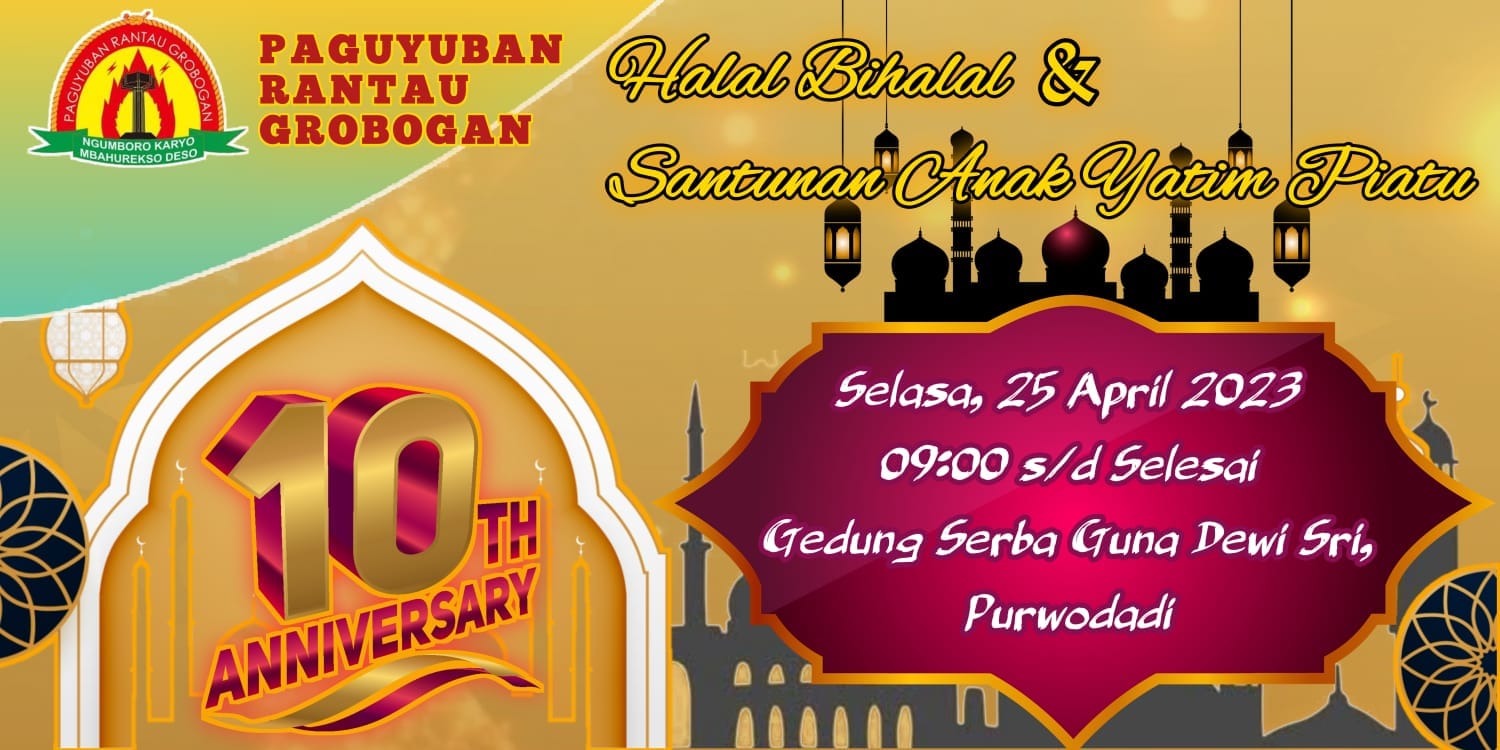 PAGUYUBAN RANTAU GROBOGAN
NGUMBORO KARYO
MBAHUREKSO DESO
PAGUYUBAN
RANTAU
GROBOGAN
Halal Bihalal &
Santunan Anak Yatim Piatu
10TH
ANNIVERSARY
Selasa, 25 April 2023
09:00 s/d Selesai
Gedung Serba Guna Dewi Sri,
Purwodadi